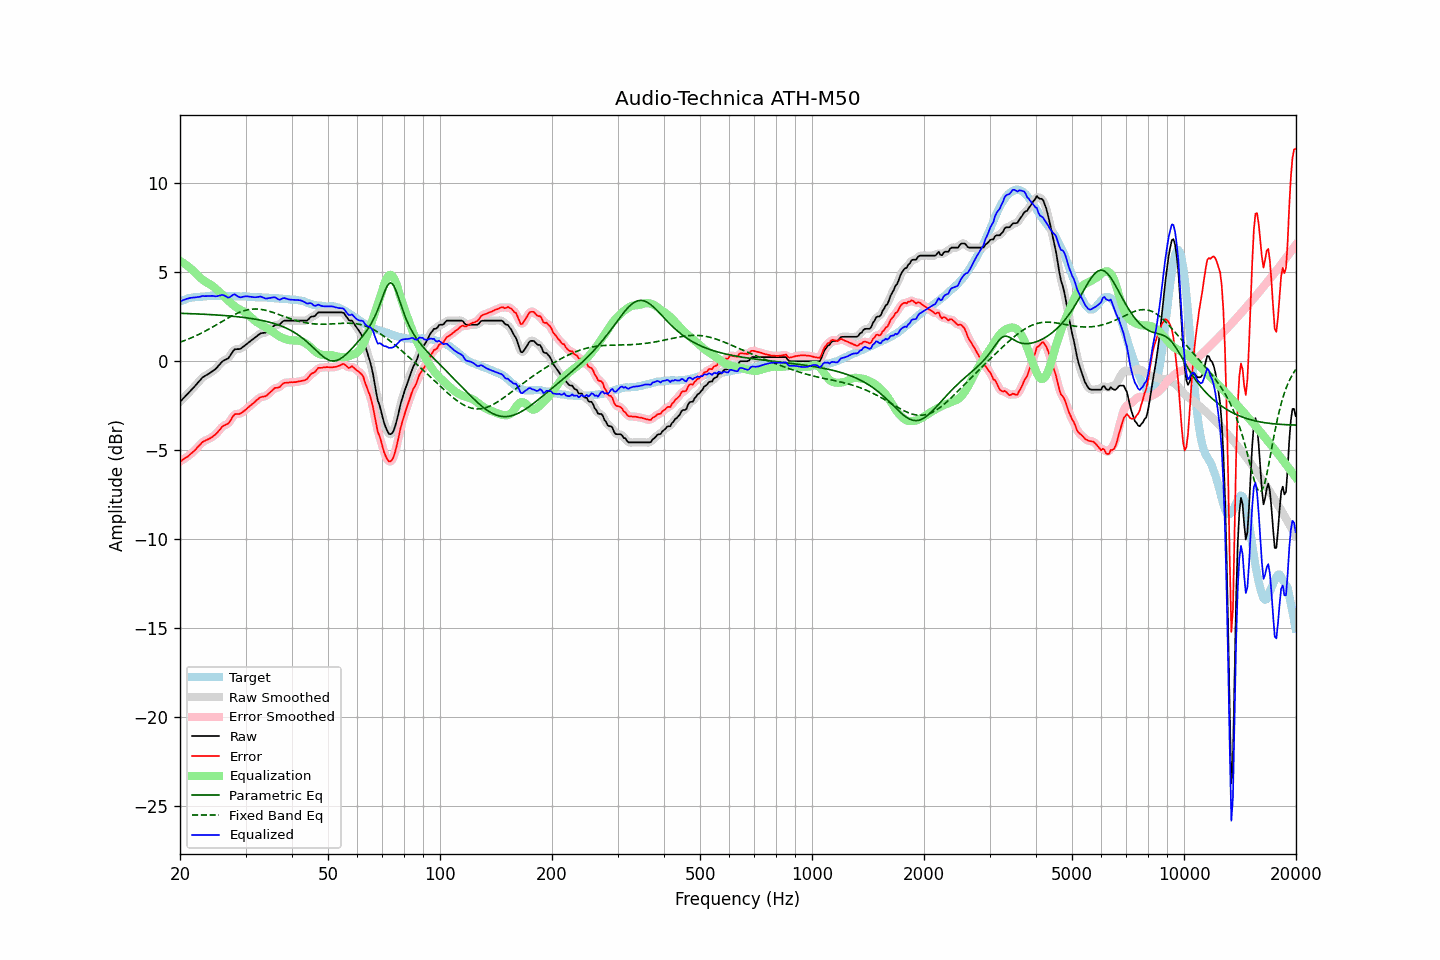 Audio-Technica ATH-M50
Amplitude (dBr)
10
5
0
−5
−10
−15
−20
−25
Target
Raw Smoothed
Error Smoothed
Raw
Error
Equalization
Parametric Eq
Fixed Band Eq
Equalized
20 50 100 200 500 1000 2000 5000 10000 20000
Frequency (Hz)